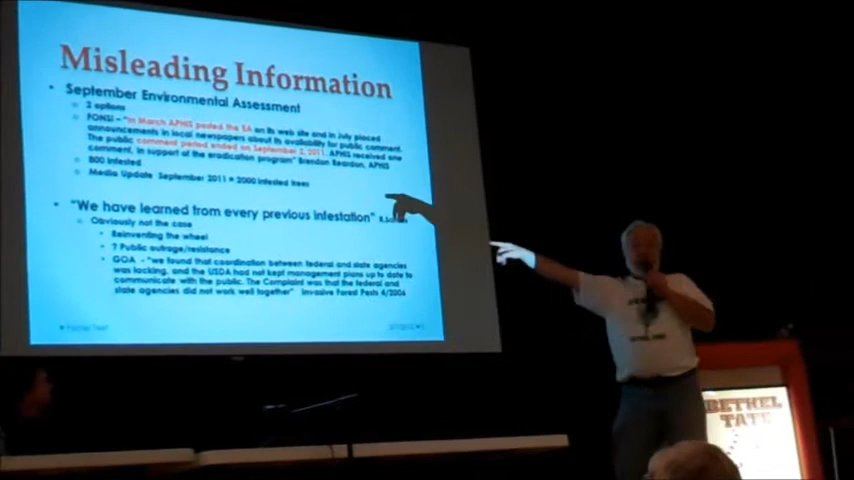 Misleading Information
• September Environmental Assessment
2 options
FONSI – "In March APHIS posted the EA on its web site and in July placed
announcements in local newspapers about its availability for public comment.
The public comment period ended on September 2, 2011. APHIS received one
comment, in support of the eradication program" Brendon Reardon, APHIS
800 infested
Media Update September 2011 = 2000 infested trees
• "We have learned from every previous infestation"
Obviously not the case
• Reinventing the wheel
• ? Public outrage/resistance
• GOA – "we found that coordination between federal and state agencies
was lacking, and the USDA had not kept management plans up to date to
communicate with the public. The Complaint was that the federal and
state agencies did not work well together" Invasive Forest Pests 4/2006
Footer Text
BETHEL
TATE